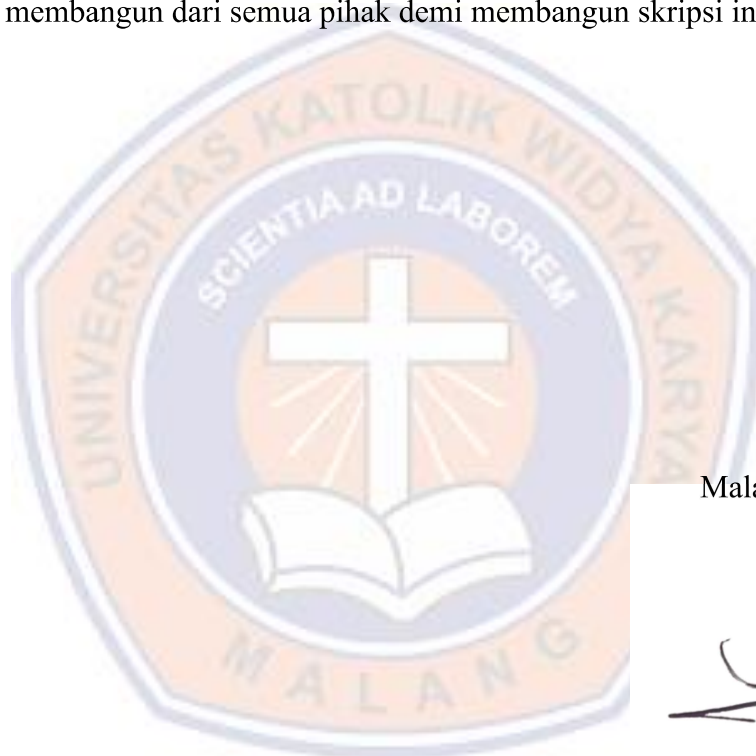 membangun dari semua pihak demi membangun skripsi in
UNIVERSITAS KATOLIK WIDYA KARYA
SCIENTIA AD LABOREM
Mala
MALANG